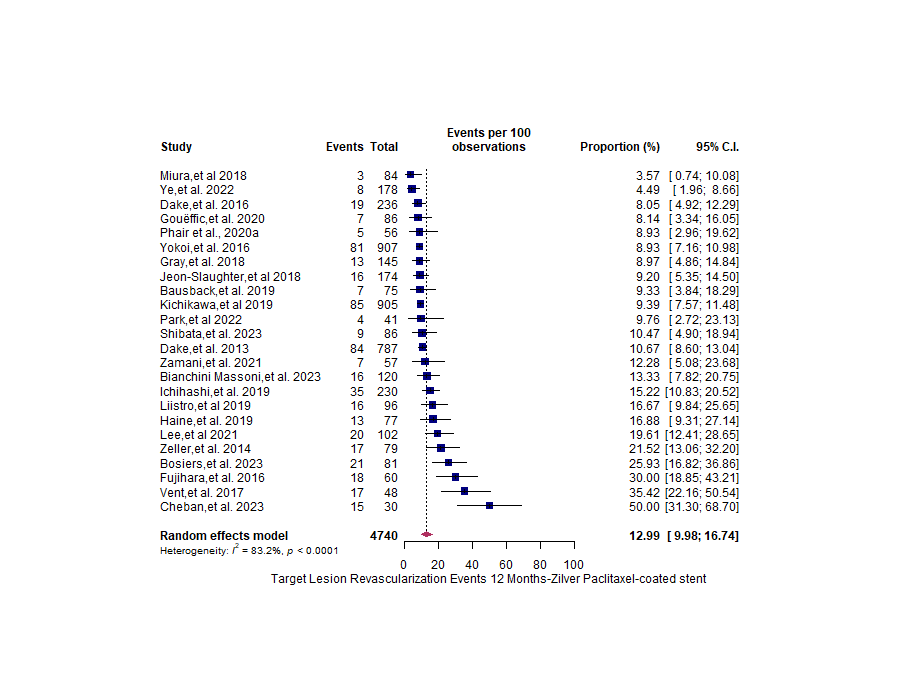 Events per 100
Study Events Total observations Proportion (%) 95% C.I.
Miura,et al 2018 3 84 3.57 [ 0.74; 10.08]
Ye,et al. 2022 8 178 4.49 [ 1.96; 8.66]
Dake,et al. 2016 19 236 8.05 [ 4.92; 12.29]
Gouëffic,et al. 2020 7 86 8.14 [ 3.34; 16.05]
Phair et al., 2020a 5 56 8.93 [ 2.96; 19.62]
Yokoi,et al. 2016 81 907 8.93 [ 7.16; 10.98]
Gray,et al. 2018 13 145 8.97 [ 4.86; 14.84]
Jeon-Slaughter,et al 2018 16 174 9.20 [ 5.35; 14.50]
Bausback,et al. 2019 7 75 9.33 [ 3.84; 18.29]
Kichikawa,et al 2019 85 905 9.39 [ 7.57; 11.48]
Park,et al 2022 4 41 9.76 [ 2.72; 23.13]
Shibata,et al. 2023 9 86 10.47 [ 4.90; 18.94]
Dake,et al. 2013 84 787 10.67 [ 8.60; 13.04]
Zamani,et al. 2021 7 57 12.28 [ 5.08; 23.68]
Bianchini Massoni,et al. 2023 16 120 13.33 [ 7.82; 20.75]
Ichihashi,et al. 2019 35 230 15.22 [10.83; 20.52]
Liistro,et al 2019 16 96 16.67 [ 9.84; 25.65]
Haine,et al. 2019 13 77 16.88 [ 9.31; 27.14]
Lee,et al 2021 20 102 19.61 [12.41; 28.65]
Zeller,et al. 2014 17 79 21.52 [13.06; 32.20]
Bosiers,et al. 2023 21 81 25.93 [16.82; 36.86]
Fujihara,et al. 2016 18 60 30.00 [18.85; 43.21]
Vent,et al. 2017 17 48 35.42 [22.16; 50.54]
Cheban,et al. 2023 15 30 50.00 [31.30; 68.70]
Random effects model 4740 12.99 [ 9.98; 16.74]
Heterogeneity: I² = 83.2%, p < 0.0001
0 20 40 60 80 100
Target Lesion Revascularization Events 12 Months-Zilver Paclitaxel-coated stent